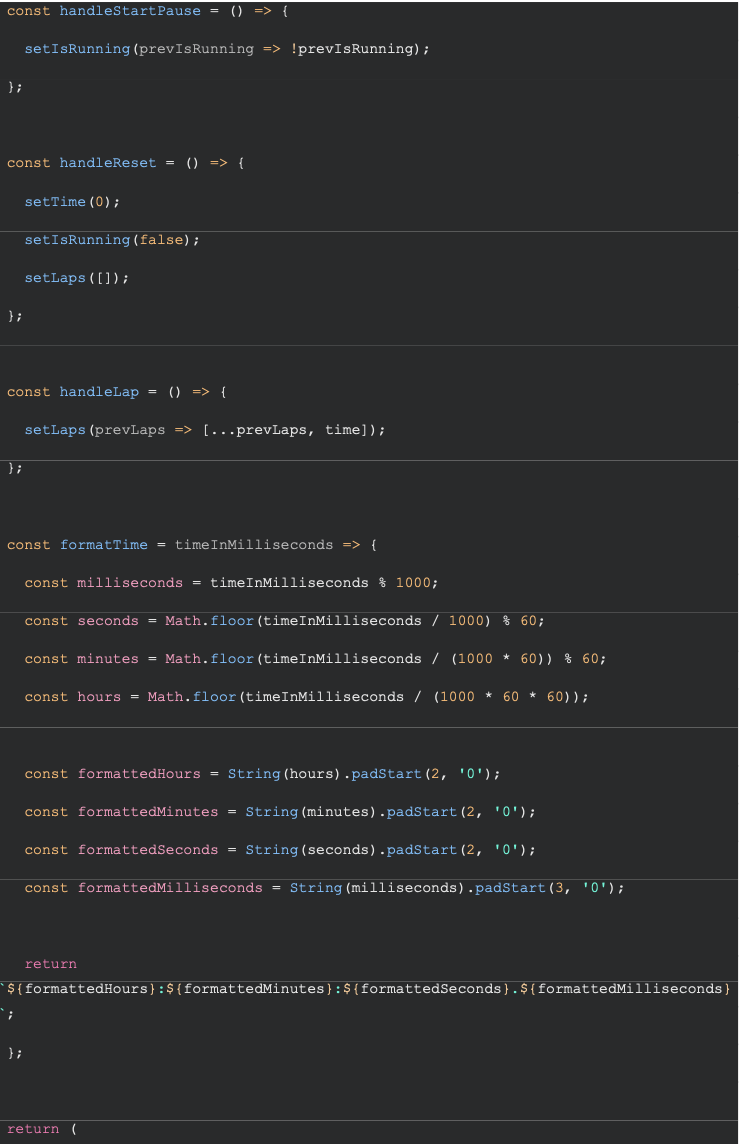 const handleStartPause = () => {
setIsRunning(prevIsRunning => !prevIsRunning);
};
const handleReset = () => {
setTime(0);
setIsRunning(false);
setLaps([]);
};
const handleLap = () => {
setLaps(prevLaps => [...prevLaps, time]);
};
const formatTime = timeInMilliseconds => {
const milliseconds = timeInMilliseconds % 1000;
const seconds = Math.floor(timeInMilliseconds / 1000) % 60;
const minutes = Math.floor(timeInMilliseconds / (1000 * 60)) % 60;
const hours = Math.floor(timeInMilliseconds / (1000 * 60 * 60));
const formattedHours = String(hours).padStart(2, '0');
const formattedMinutes = String(minutes).padStart(2, '0');
const formattedSeconds = String(seconds).padStart(2, '0');
const formattedMilliseconds = String(milliseconds).padStart(3, '0');
return
`${formattedHours}:${formattedMinutes}:${formattedSeconds}.${formattedMilliseconds}
`;
};
return (